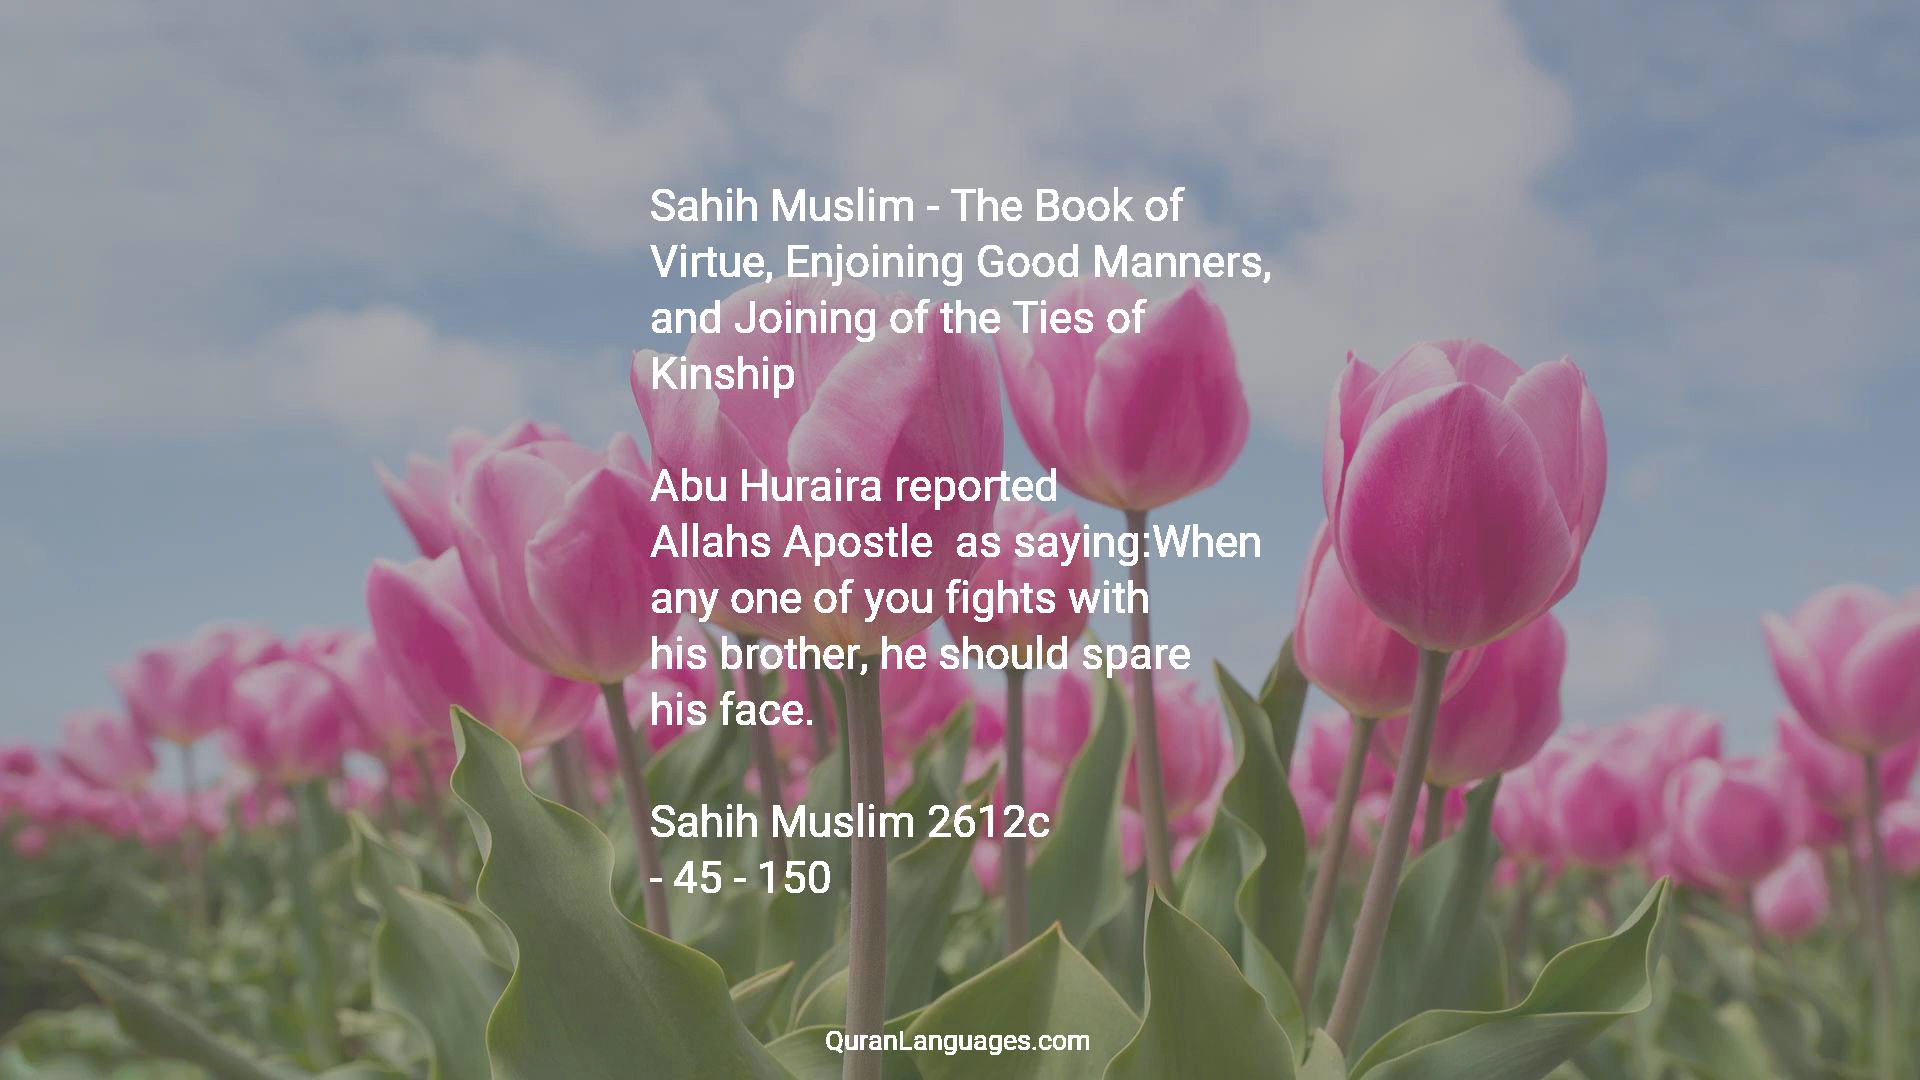 Sahih Muslim - The Book of
Virtue, Enjoining Good Manners,
and Joining of the Ties of
Kinship
Abu Huraira reported
Allahs Apostle  as saying:When
any one of you fights with
his brother, he should spare
his face.
Sahih Muslim 2612c
- 45 - 150
QuranLanguages.com